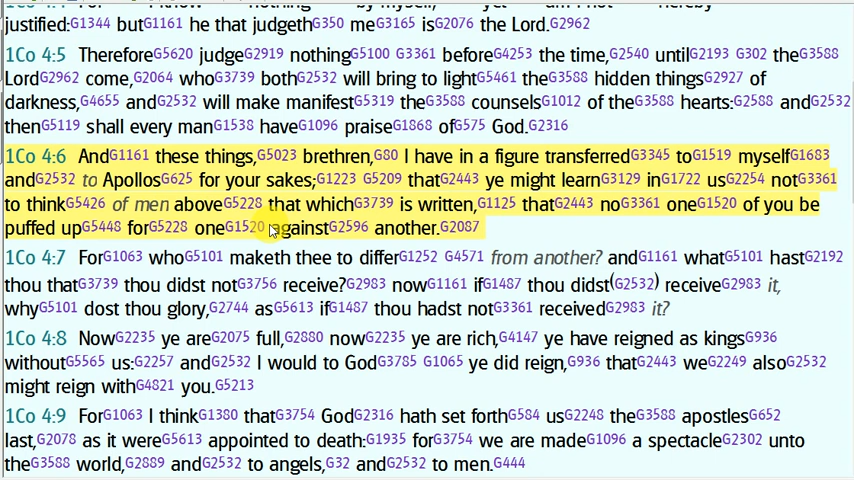 justified:G1344 butG1161 he that judgethG350 meG3165 isG2076 the Lord.G2962
1Co 4:5 ThereforeG5620 judgeG2919 nothingG5100 G3361 beforeG4253 the time,G2540 untilG2193 G302 theG3588
LordG2962 come,G2064 whoG3739 bothG2532 will bring to lightG5461 theG3588 hidden thingsG2927 of
darkness,G4655 andG2532 will make manifestG5319 theG3588 counselsG1012 of theG3588 hearts:G2588 andG2532
thenG5119 shall every manG1538 haveG1096 praiseG1868 ofG575 God.G2316
1Co 4:6 AndG1161 these things,G5023 brethren,G80 I have in a figure transferredG3345 toG1519 myselfG1683
andG2532 to ApollosG625 for your sakes;G1223 G5209 thatG2443 ye might learnG3129 inG1722 usG2254 notG3361
to thinkG5426 of men aboveG5228 that whichG3739 is written,G1125 thatG2443 noG3361 oneG1520 of you be
puffed upG5448 forG5228 oneG1520 againstG2596 another.G2087
1Co 4:7 ForG1063 whoG5101 maketh thee to differG1252 G4571 from another? andG1161 whatG5101 hastG2192
thou thatG3739 thou didst notG3756 receive?G2983 nowG1161 ifG1487 thou didst(G2532) receiveG2983 it,
whyG5101 dost thou glory,G2744 asG5613 ifG1487 thou hadst notG3361 receivedG2983 it?
1Co 4:8 NowG2235 ye areG2075 full,G2880 nowG2235 ye are rich,G4147 ye have reigned as kingsG936
withoutG5565 us:G2257 andG2532 I would to GodG3785 G1065 ye did reign,G936 thatG2443 weG2249 alsoG2532
might reign withG4821 you.G5213
1Co 4:9 ForG1063 I thinkG1380 thatG3754 GodG2316 hath set forthG584 usG2248 theG3588 apostlesG652
last,G2078 as it wereG5613 appointed to death:G1935 forG3754 we are madeG1096 a spectacleG2302 unto
theG3588 world,G2889 andG2532 to angels,G32 andG2532 to men.G444